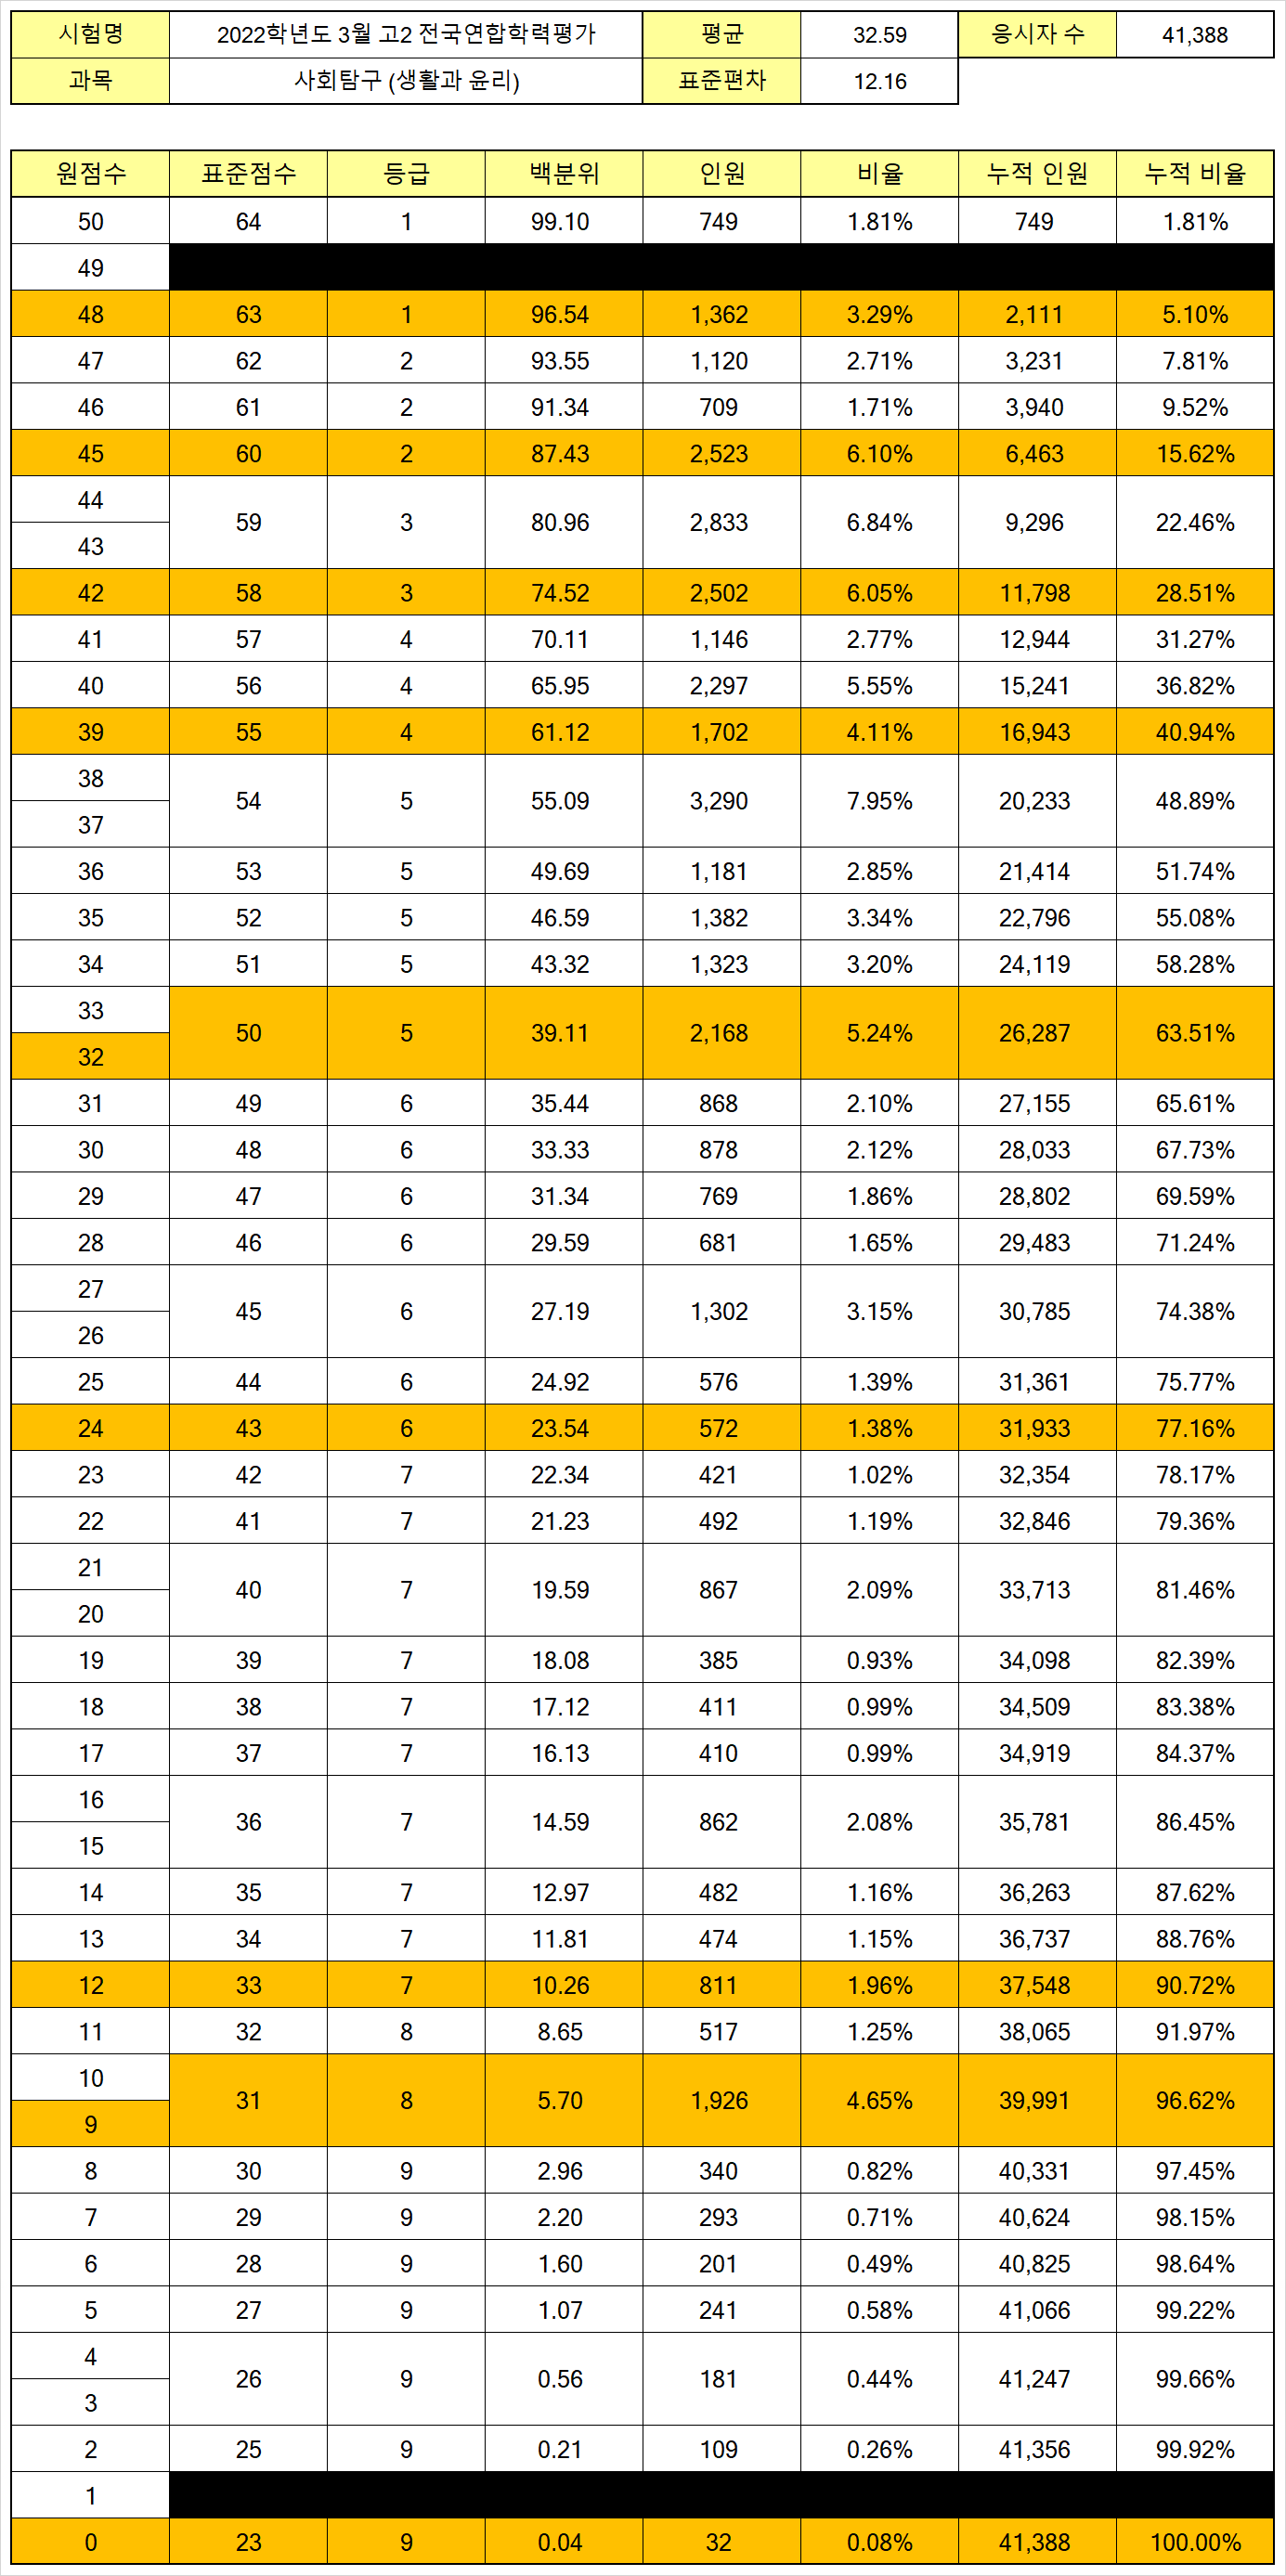 시험명 2022학년도 3월 고2 전국연합학력평가 평균 32.59 응시자 수 41,388
과목 사회탐구 (생활과 윤리) 표준편차 12.16
원점수 표준점수 등급 백분위 인원 비율 누적 인원 누적 비율
50 64 1 99.10 749 1.81% 749 1.81%
49
48 63 1 96.54 1,362 3.29% 2,111 5.10%
47 62 2 93.55 1,120 2.71% 3,231 7.81%
46 61 2 91.34 709 1.71% 3,940 9.52%
45 60 2 87.43 2,523 6.10% 6,463 15.62%
44
59 3 80.96 2,833 6.84% 9,296 22.46%
43
42 58 3 74.52 2,502 6.05% 11,798 28.51%
41 57 4 70.11 1,146 2.77% 12,944 31.27%
40 56 4 65.95 2,297 5.55% 15,241 36.82%
39 55 4 61.12 1,702 4.11% 16,943 40.94%
38
54 5 55.09 3,290 7.95% 20,233 48.89%
37
36 53 5 49.69 1,181 2.85% 21,414 51.74%
35 52 5 46.59 1,382 3.34% 22,796 55.08%
34 51 5 43.32 1,323 3.20% 24,119 58.28%
33
50 5 39.11 2,168 5.24% 26,287 63.51%
32
31 49 6 35.44 868 2.10% 27,155 65.61%
30 48 6 33.33 878 2.12% 28,033 67.73%
29 47 6 31.34 769 1.86% 28,802 69.59%
28 46 6 29.59 681 1.65% 29,483 71.24%
27
45 6 27.19 1,302 3.15% 30,785 74.38%
26
25 44 6 24.92 576 1.39% 31,361 75.77%
24 43 6 23.54 572 1.38% 31,933 77.16%
23 42 7 22.34 421 1.02% 32,354 78.17%
22 41 7 21.23 492 1.19% 32,846 79.36%
21
40 7 19.59 867 2.09% 33,713 81.46%
20
19 39 7 18.08 385 0.93% 34,098 82.39%
18 38 7 17.12 411 0.99% 34,509 83.38%
17 37 7 16.13 410 0.99% 34,919 84.37%
16
36 7 14.59 862 2.08% 35,781 86.45%
15
14 35 7 12.97 482 1.16% 36,263 87.62%
13 34 7 11.81 474 1.15% 36,737 88.76%
12 33 7 10.26 811 1.96% 37,548 90.72%
11 32 8 8.65 517 1.25% 38,065 91.97%
10
31 8 5.70 1,926 4.65% 39,991 96.62%
9
8 30 9 2.96 340 0.82% 40,331 97.45%
7 29 9 2.20 293 0.71% 40,624 98.15%
6 28 9 1.60 201 0.49% 40,825 98.64%
5 27 9 1.07 241 0.58% 41,066 99.22%
4
26 9 0.56 181 0.44% 41,247 99.66%
3
2 25 9 0.21 109 0.26% 41,356 99.92%
1
0 23 9 0.04 32 0.08% 41,388 100.00%